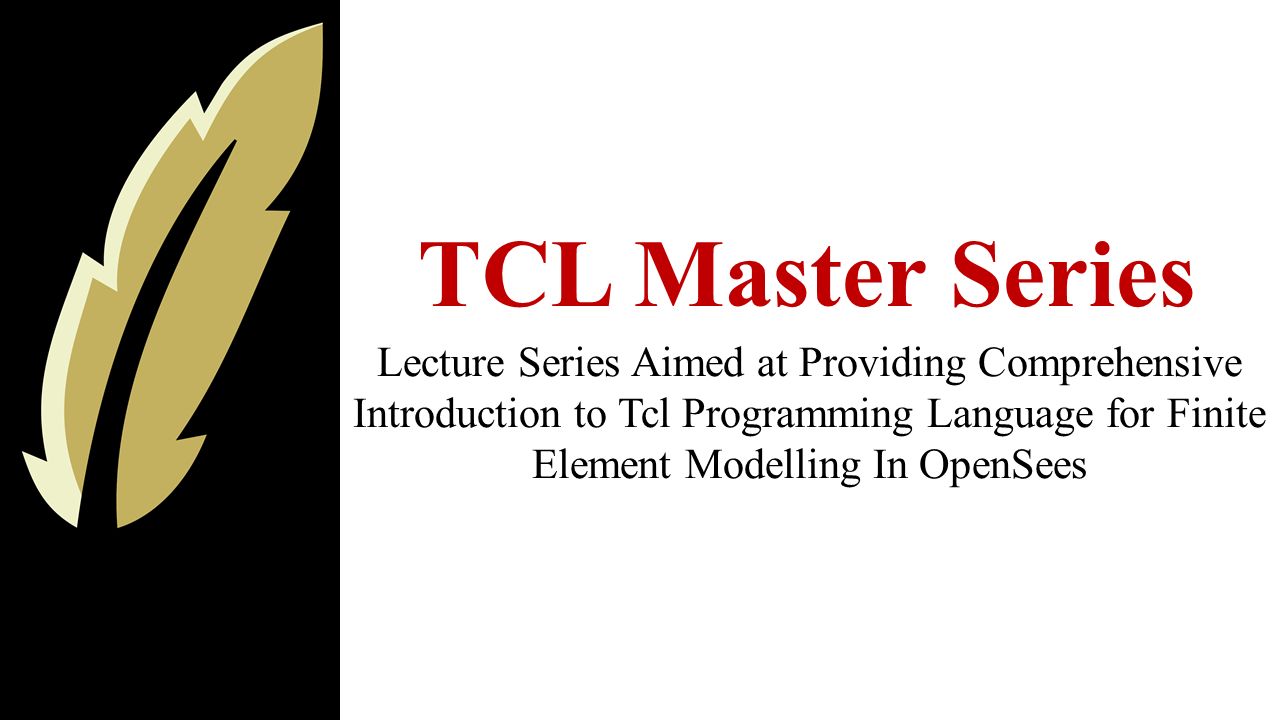 TCL Master Series
Lecture Series Aimed at Providing Comprehensive
Introduction to Tcl Programming Language for Finite
Element Modelling In OpenSees